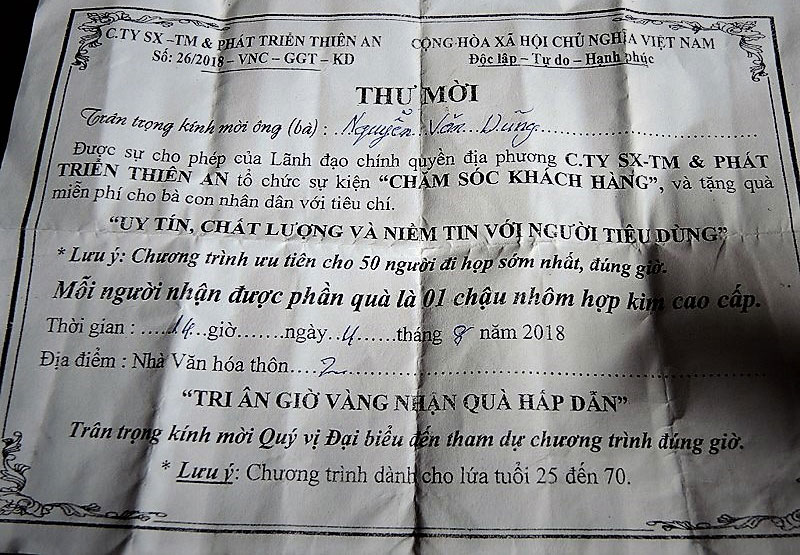 C.TY SX -TM & PHÁT TRIỂN THIÊN AN
CỘNG HÒA XÃ HỘI CHỦ NGHĨA VIỆT NAM
Số: 26/2018 – VNC – GGT – KD
Độc lập – Tự do – Hạnh phúc
THƯ MỜI
Trân trọng kính mời ông (bà) : Nguyễn Văn Dũng
Được sự cho phép của Lãnh đạo chính quyền địa phương C.TY SX-TM & PHÁT
TRIỂN THIÊN AN tổ chức sự kiện “CHĂM SÓC KHÁCH HÀNG”, và tặng quà
miễn phí cho bà con nhân dân với tiêu chí.
“UY TÍN, CHẤT LƯỢNG VÀ NIỀM TIN VỚI NGƯỜI TIÊU DÙNG”
* Lưu ý: Chương trình ưu tiên cho 50 người đi họp sớm nhất, đúng giờ.
Mỗi người nhận được phần quà là 01 chậu nhôm hợp kim cao cấp.
Thời gian : .....14..giờ.......ngày..4......tháng 8 năm 2018
Địa điểm : Nhà Văn hóa thôn....2....
“TRI ÂN GIỜ VÀNG NHẬN QUÀ HẤP DẪN”
Trân trọng kính mời Quý vị Đại biểu đến tham dự chương trình đúng giờ.
* Lưu ý: Chương trình dành cho lứa tuổi 25 đến 70.